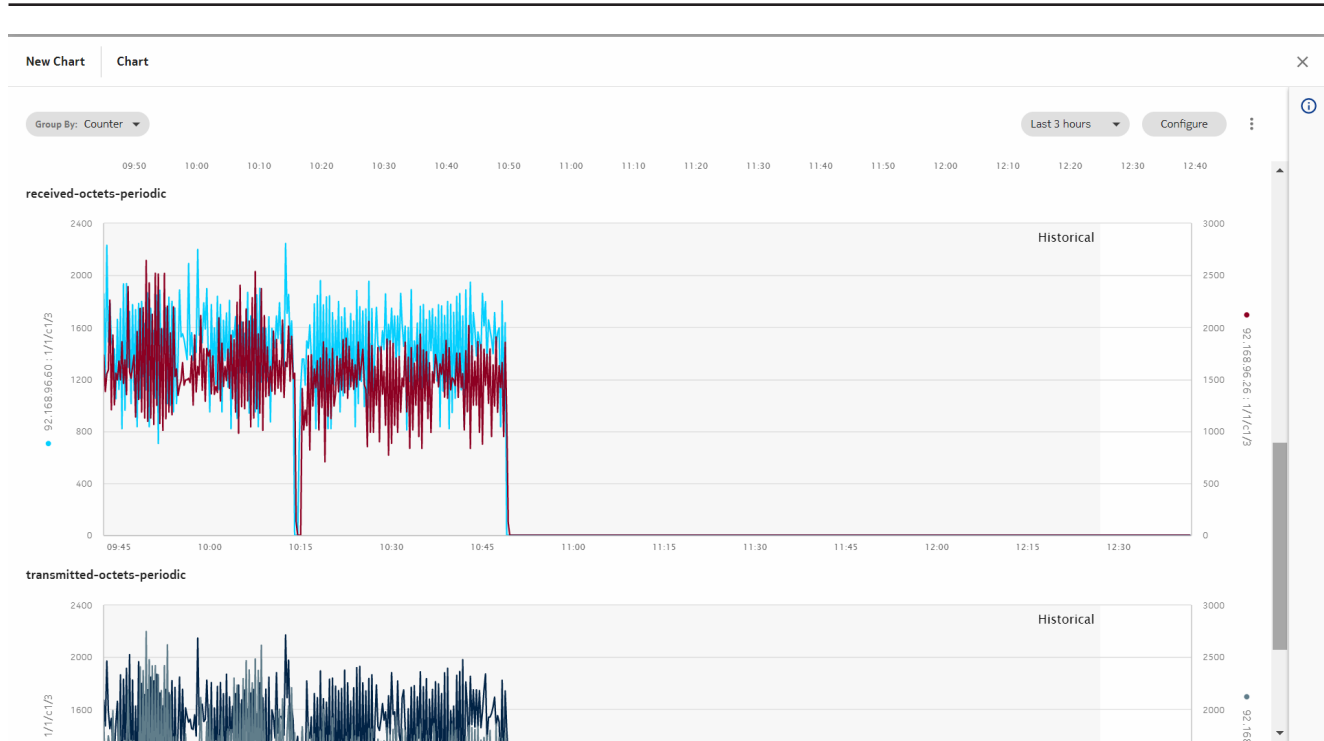 New Chart Chart
Group By: Counter Last 3 hours Configure
09:50 10:00 10:10 10:20 10:30 10:40 10:50 11:00 11:10 11:20 11:30 11:40 11:50 12:00 12:10 12:20 12:30 12:40
received-octets-periodic
Historical
2400 3000
2000 2500
1600 2000
1200 1500
800 1000
400 500
0 0
92.168.96.60 : 1/1/c1/3
92.168.96.26 : 1/1/c1/3
09:45 10:00 10:15 10:30 10:45 11:00 11:15 11:30 11:45 12:00 12:15 12:30
transmitted-octets-periodic
Historical
2400 3000
2000 2500
1600 2000
1/1/c1/3
92.168